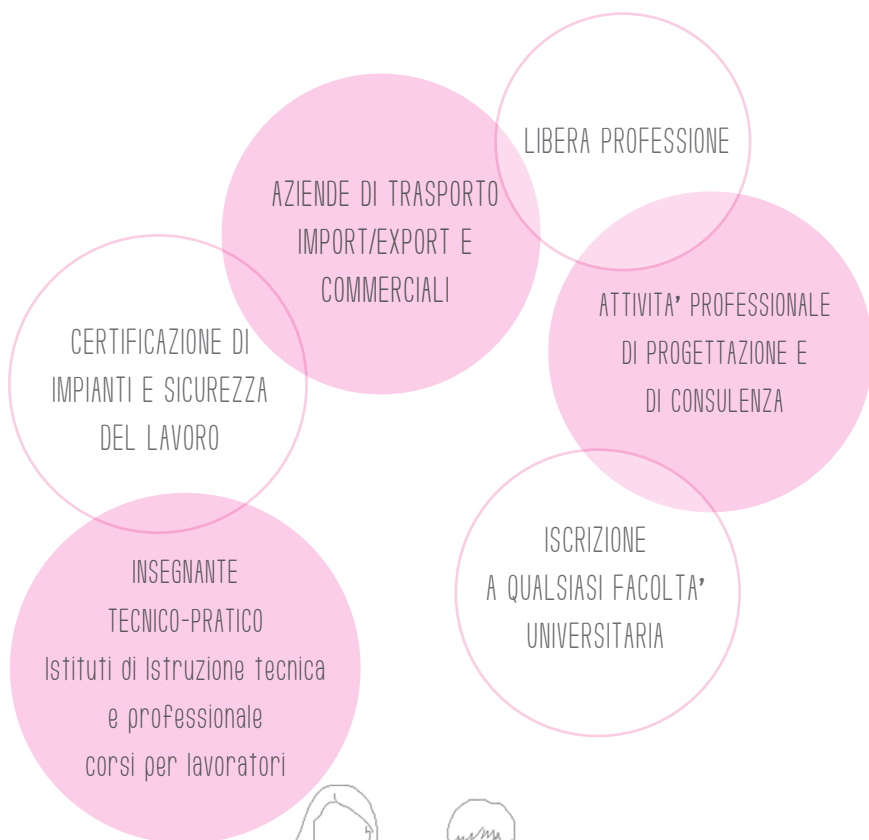 LIBERA PROFESSIONE
AZIENDE DI TRASPORTO
IMPORT/EXPORT E
COMMERCIALI
ATTIVITA’ PROFESSIONALE
DI PROGETTAZIONE E
DI CONSULENZA
CERTIFICAZIONE DI
IMPIANTI E SICUREZZA
DEL LAVORO
ISCRIZIONE
A QUALSIASI FACOLTA’
UNIVERSITARIA
INSEGNANTE
TECNICO-PRATICO
Istituti di Istruzione tecnica
e professionale
corsi per lavoratori